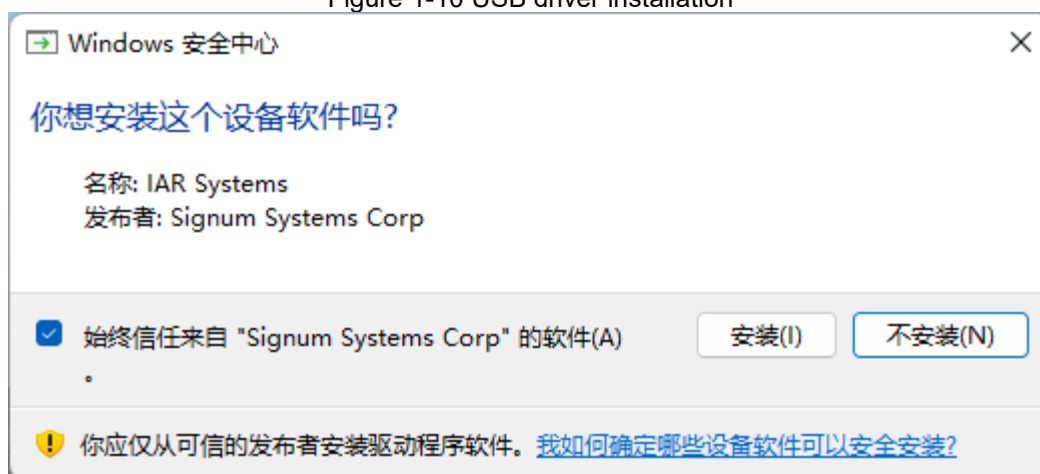 Figure 1-10 USB driver installation
Windows 安全中心
你想安装这个设备软件吗?
名称: IAR Systems
发布者: Signum Systems Corp
始终信任来自 "Signum Systems Corp" 的软件(A)
。
安装(I)
不安装(N)
你应仅从可信的发布者安装驱动程序软件。我如何确定哪些设备软件可以安全安装?